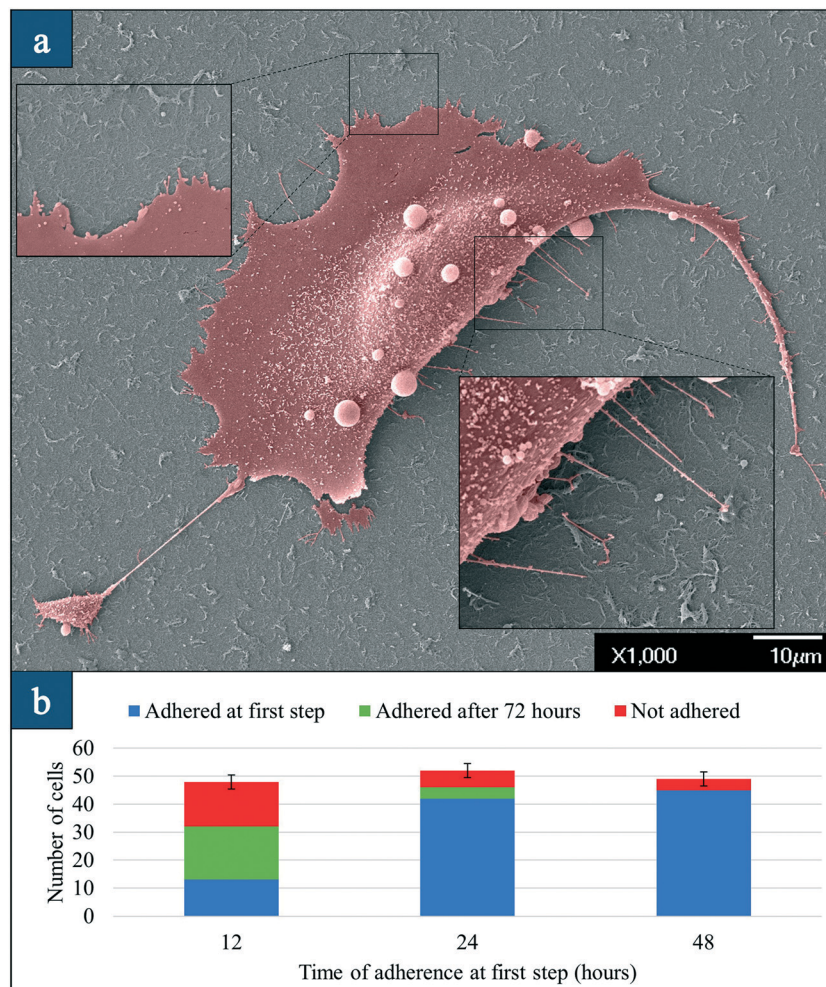 a
X1,000 10µm
b
Adhered at first step Adhered after 72 hours Not adhered
60
50
40
30
20
10
0
Number of cells
12 24 48
Time of adherence at first step (hours)